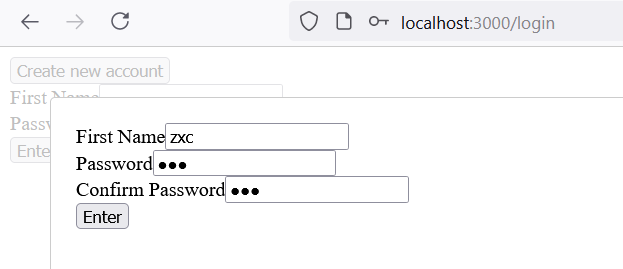 localhost:3000/login
Create new account
First Name
First Name zxc
Passw
Password •••
Confirm Password •••
Ente
Enter